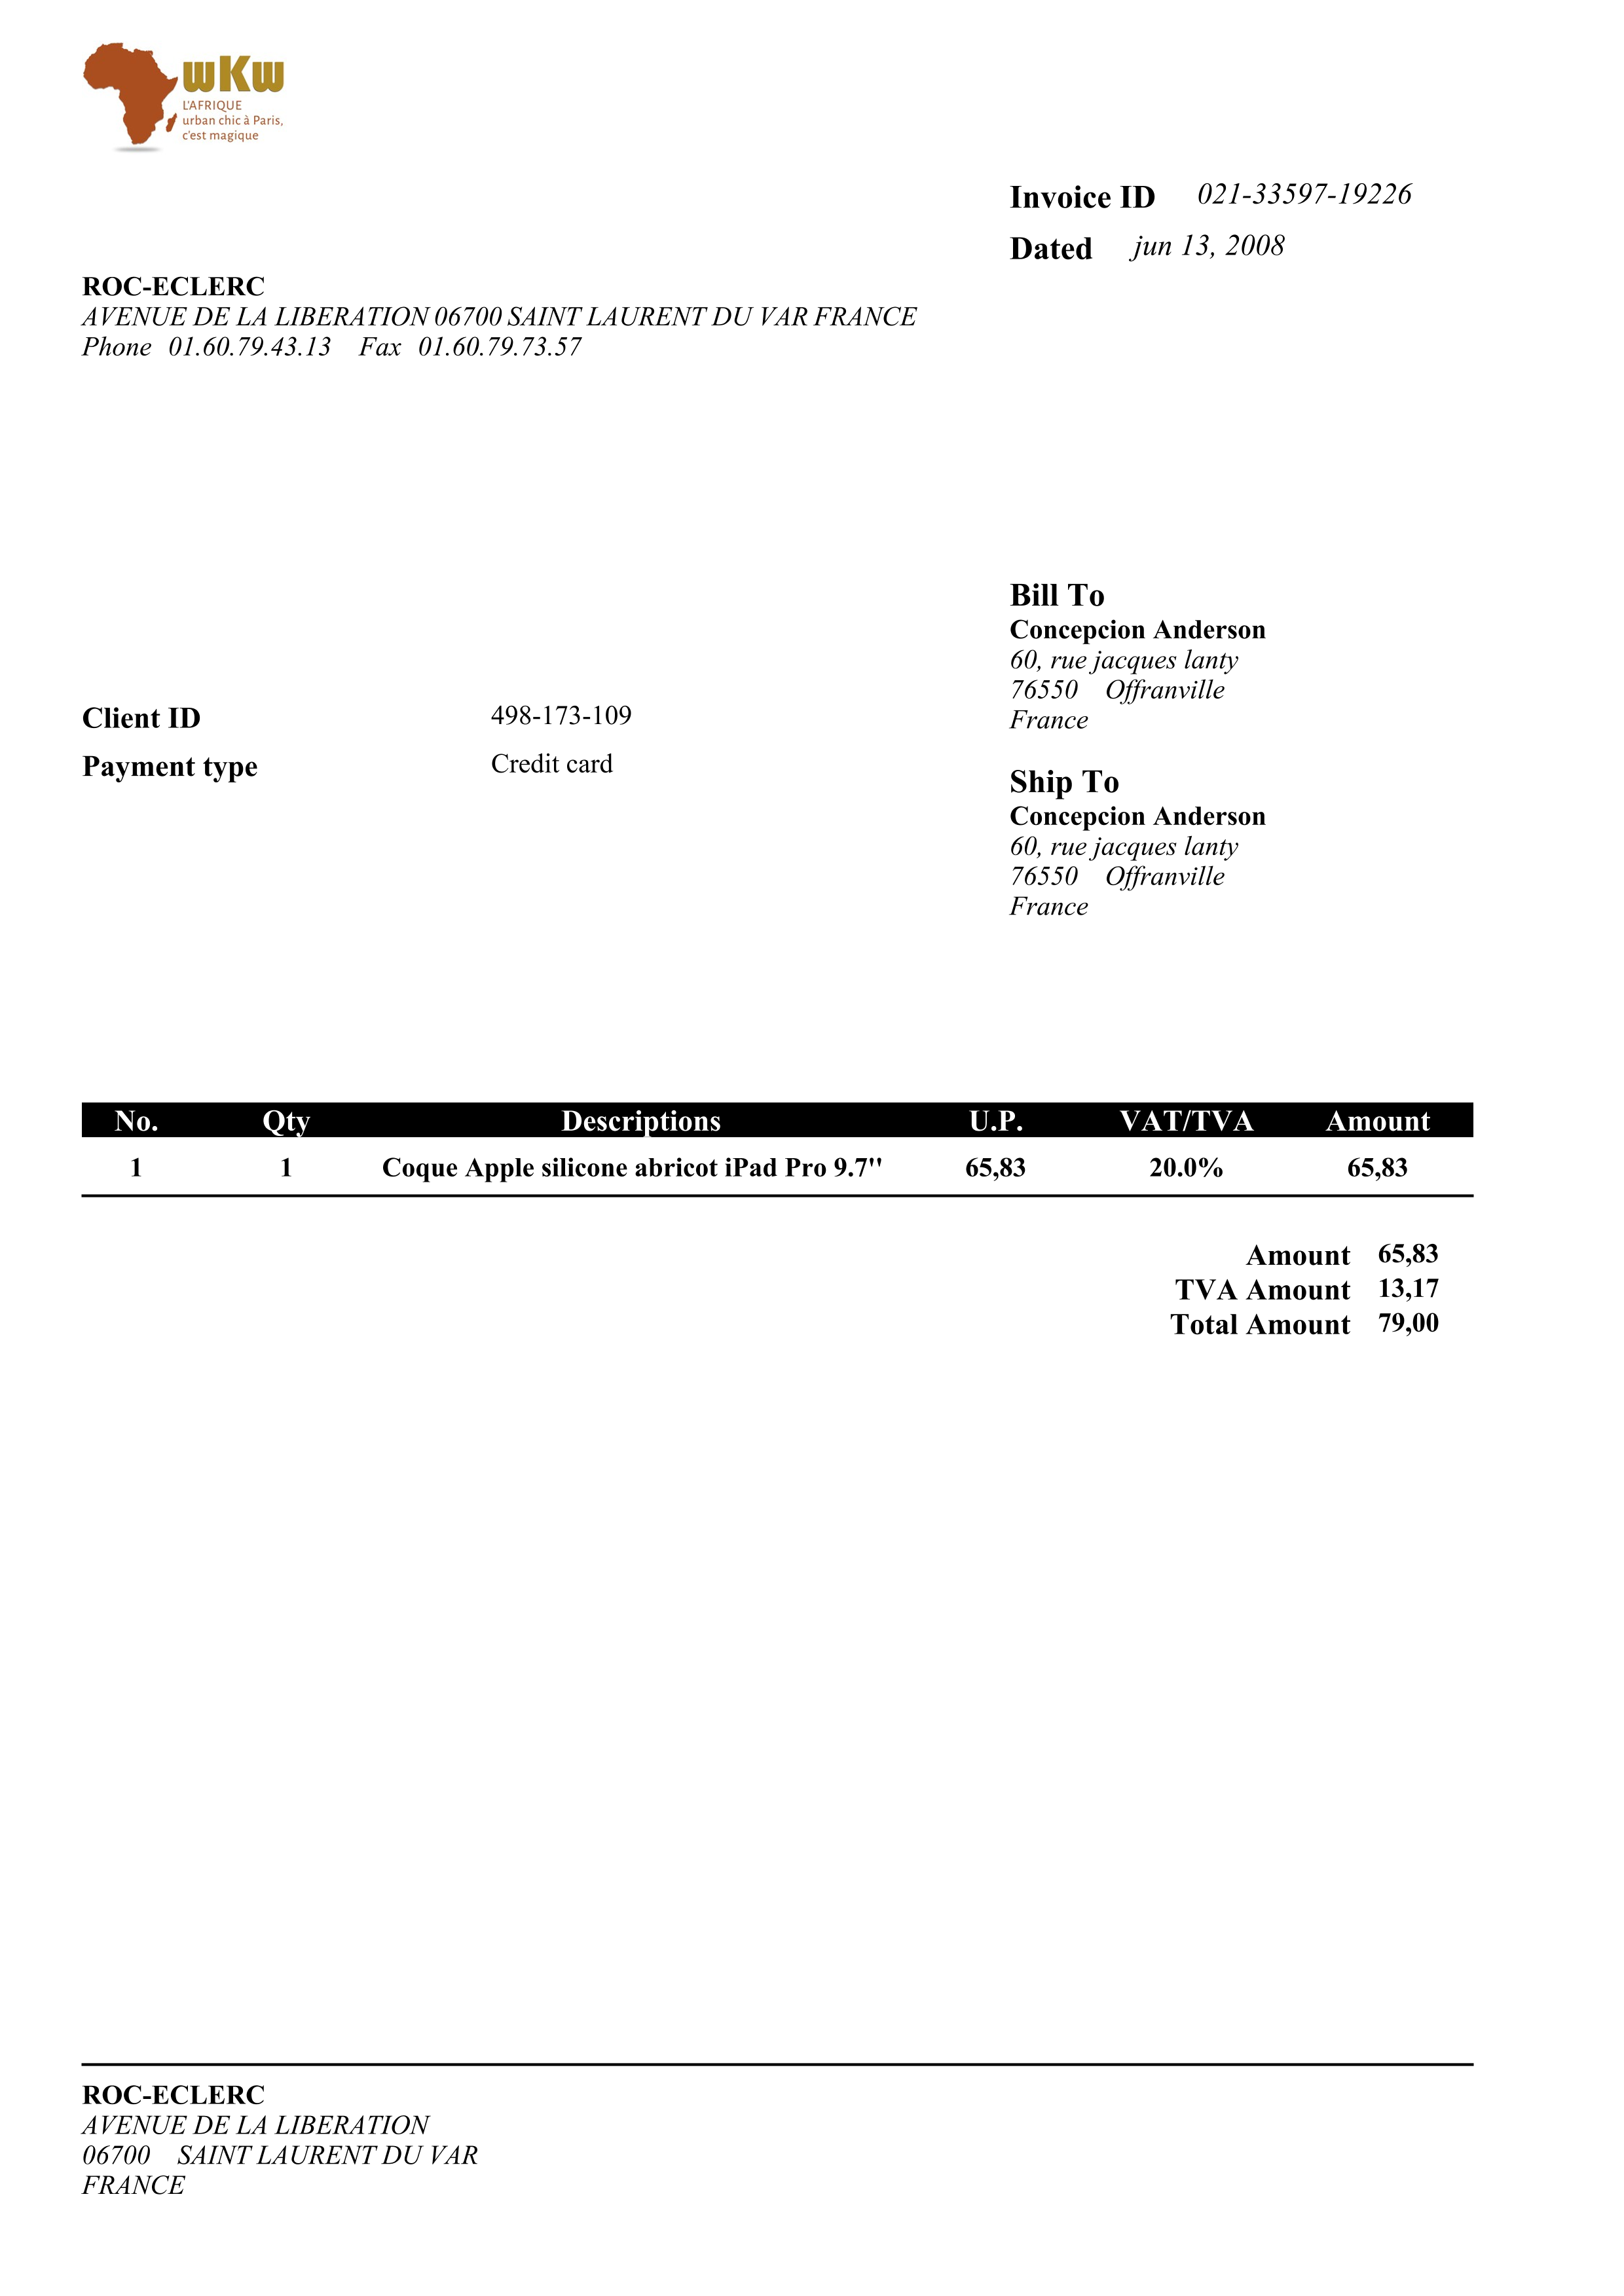 wKw
L'AFRIQUE
urban chic à Paris,
c'est magique
Invoice ID 021-33597-19226
Dated jun 13, 2008
ROC-ECLERC
AVENUE DE LA LIBERATION 06700 SAINT LAURENT DU VAR FRANCE
Phone 01.60.79.43.13 Fax 01.60.79.73.57
Bill To
Concepcion Anderson
60, rue jacques lanty
76550 Offranville
France
Client ID 498-173-109
Payment type Credit card
Ship To
Concepcion Anderson
60, rue jacques lanty
76550 Offranville
France
No. Qty Descriptions U.P. VAT/TVA Amount
1 1 Coque Apple silicone abricot iPad Pro 9.7'' 65,83 20.0% 65,83
Amount 65,83
TVA Amount 13,17
Total Amount 79,00
ROC-ECLERC
AVENUE DE LA LIBERATION
06700 SAINT LAURENT DU VAR
FRANCE